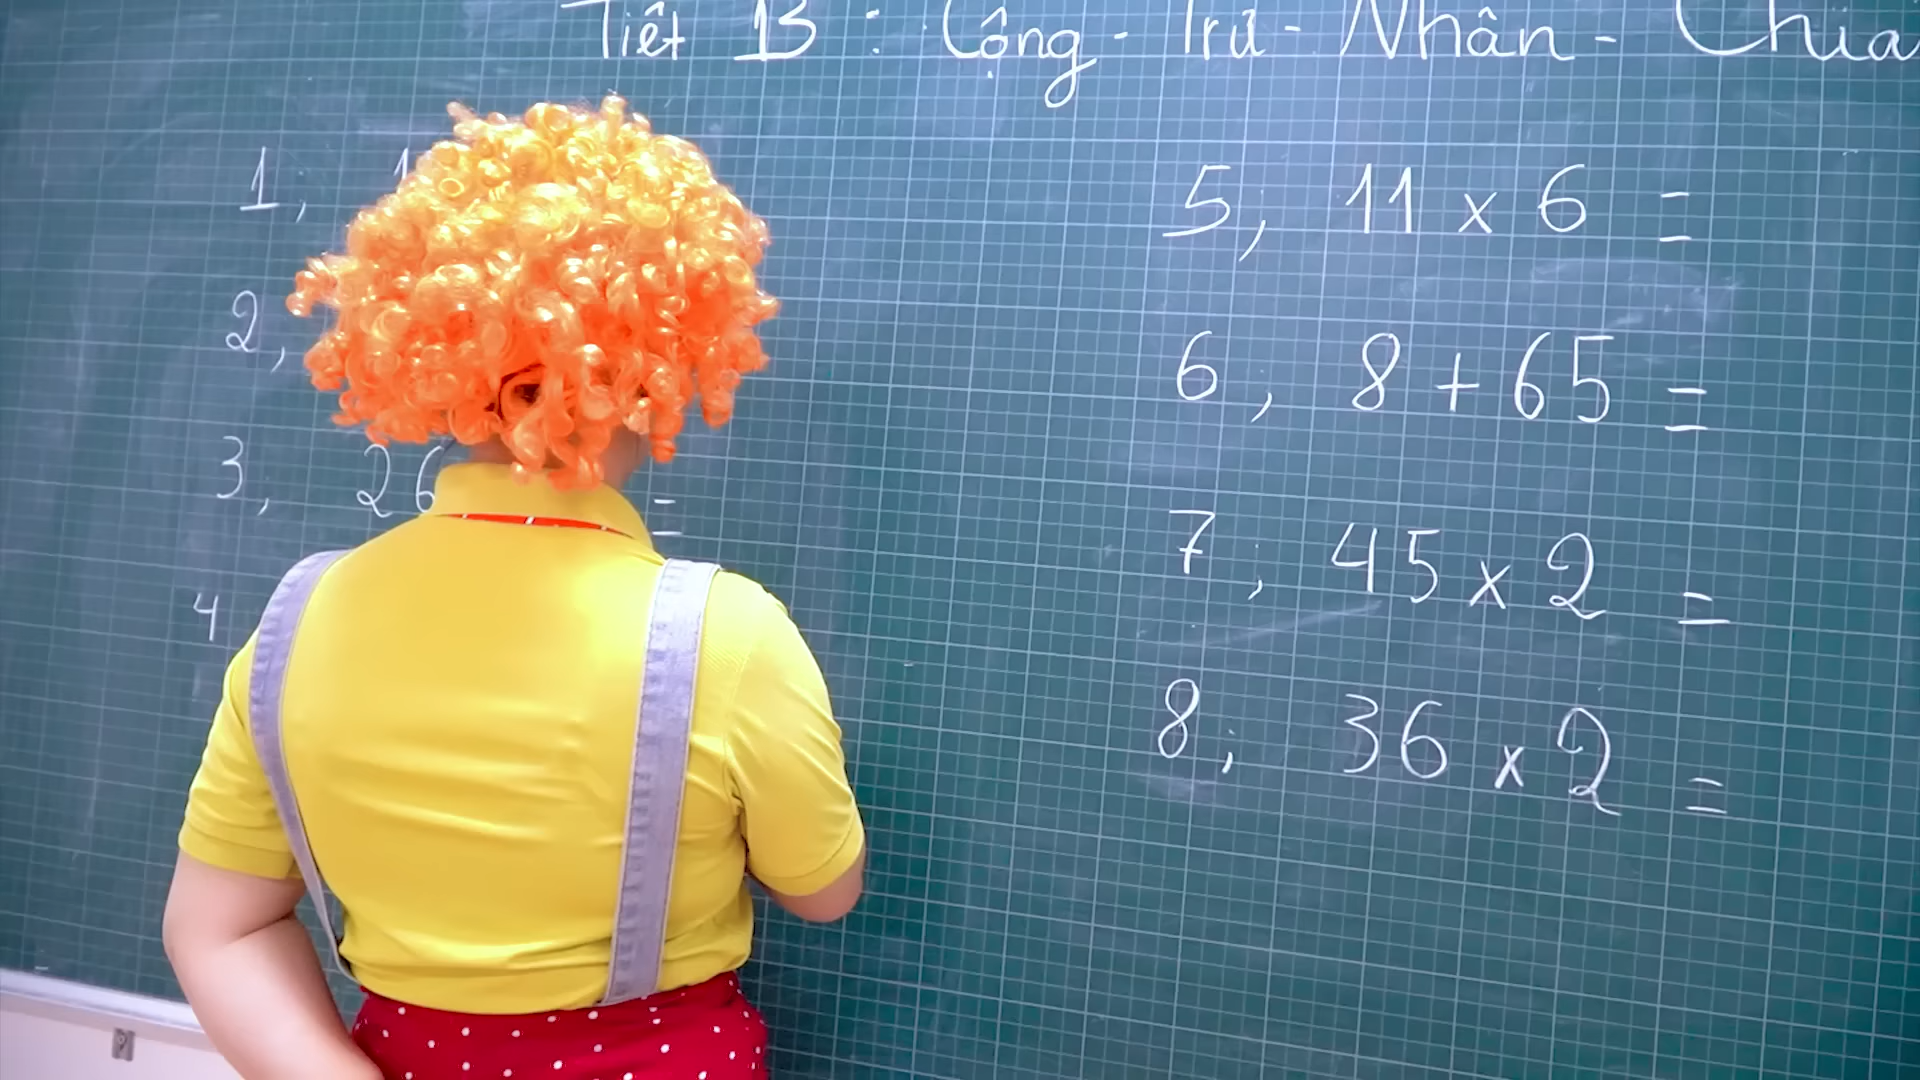 Tiết 13 : Cộng - Trừ - Nhân - Chia
1,
2,
3, 26 =
4
5, 11 x 6 =
6, 8 + 65 =
7, 45 x 2 =
8, 36 x 2 =